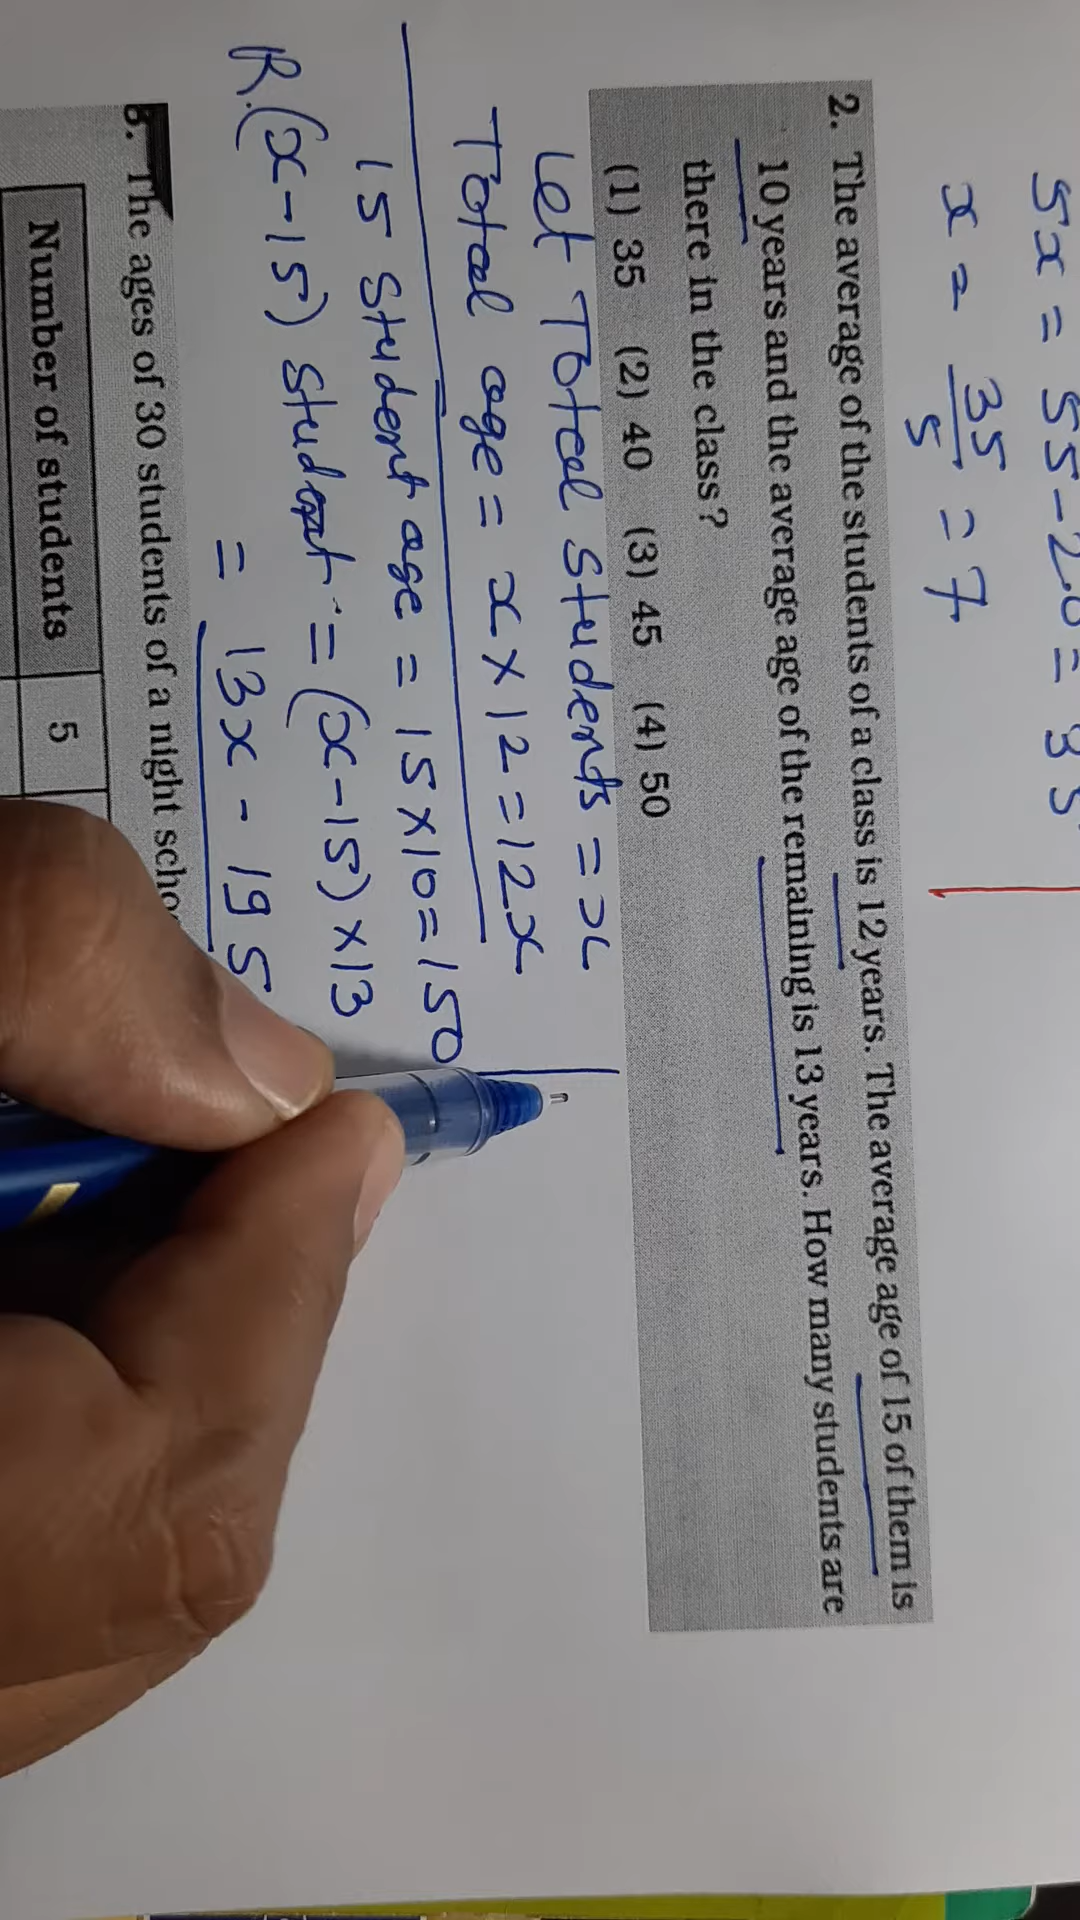 5x = 55-20 = 35
x = 35/5 = 7
2. The average of the students of a class is 12 years. The average age of 15 of them is
10 years and the average age of the remaining is 13 years. How many students are
there in the class?
(1) 35 (2) 40 (3) 45 (4) 50
Let Total students = x
Total age = x × 12 = 12x
15 student age = 15 × 10 = 150
R.(x-15) student = (x-15) × 13
= 13x - 195
3. The ages of 30 students of a night
Number of students 5